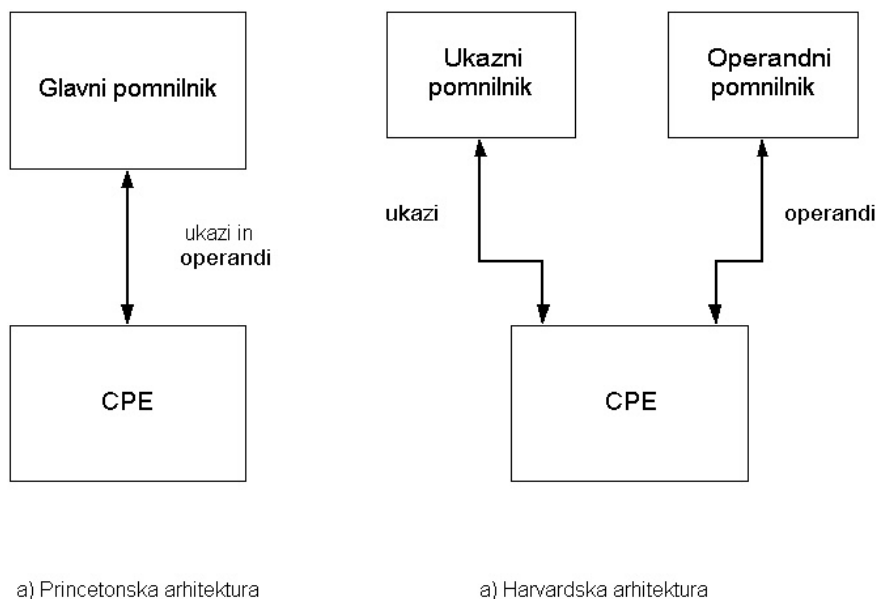 Glavni pomnilnik
ukazi in
operandi
CPE
a) Princetonska arhitektura
Ukazni
pomnilnik
Operandni
pomnilnik
ukazi
operandi
CPE
a) Harvardska arhitektura